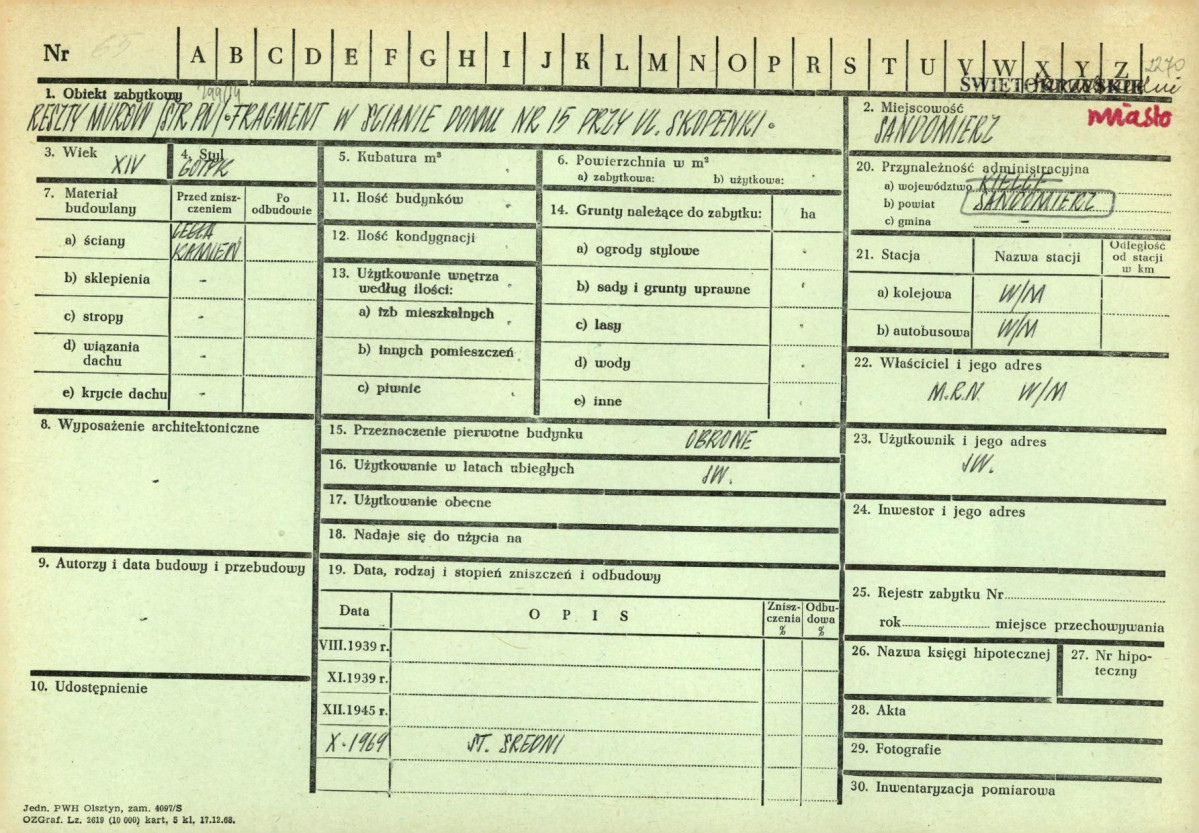 Nr 65 A B C D E F G H I J K L M N O P R S T U V W X Y Z 2270
ŚWIĘTOKRZYSKIE
miasto
1. Obiekt zabytkowy
RESZTY MURÓW /STR. PN/ - FRAGMENT W ŚCIANIE DOMU NR 15 PRZY UL. SKOPENKI
2. Miejscowość
SANDOMIERZ
3. Wiek
XIV
4. Styl
GOTYK
5. Kubatura m³
6. Powierzchnia w m²
a) zabytkowa: b) użytkowa:
7. Materiał budowlany
Przed zniszczeniem
Po odbudowie
a) ściany
CEGŁA
KAMIEŃ
b) sklepienia -
c) stropy -
d) wiązania dachu -
e) krycie dachu -
8. Wyposażenie architektoniczne
-
9. Autorzy i data budowy i przebudowy
-
10. Udostępnienie
11. Ilość budynków
12. Ilość kondygnacji
13. Użytkowanie wnętrza według ilości:
a) izb mieszkalnych
b) innych pomieszczeń
c) piwnic
14. Grunty należące do zabytku: ha
a) ogrody stylowe
b) sady i grunty uprawne
c) lasy
d) wody
e) inne
15. Przeznaczenie pierwotne budynku OBRONE
16. Użytkowanie w latach ubiegłych JW.
17. Użytkowanie obecne
18. Nadaje się do użycia na
19. Data, rodzaj i stopień zniszczeń i odbudowy
Data OPIS Zniszczenia % Odbudowa %
VIII.1939 r.
XI.1939 r.
XII.1945 r.
X-1969 ST. ŚREDNI
20. Przynależność administracyjna
a) województwo KIELCE
b) powiat SANDOMIERZ
c) gmina -
21. Stacja Nazwa stacji Odległość od stacji w km
a) kolejowa W/M
b) autobusowa W/M
22. Właściciel i jego adres
M.R.N. W/M
23. Użytkownik i jego adres
JW.
24. Inwestor i jego adres
25. Rejestr zabytku Nr
rok miejsce przechowywania
26. Nazwa księgi hipotecznej
27. Nr hipoteczny
28. Akta
29. Fotografie
30. Inwentaryzacja pomiarowa
Jedn. PWH Olsztyn, zam. 4097/S
OZGraf. Lz. 2619 (10 000) kart, 5 kl, 17.12.68.